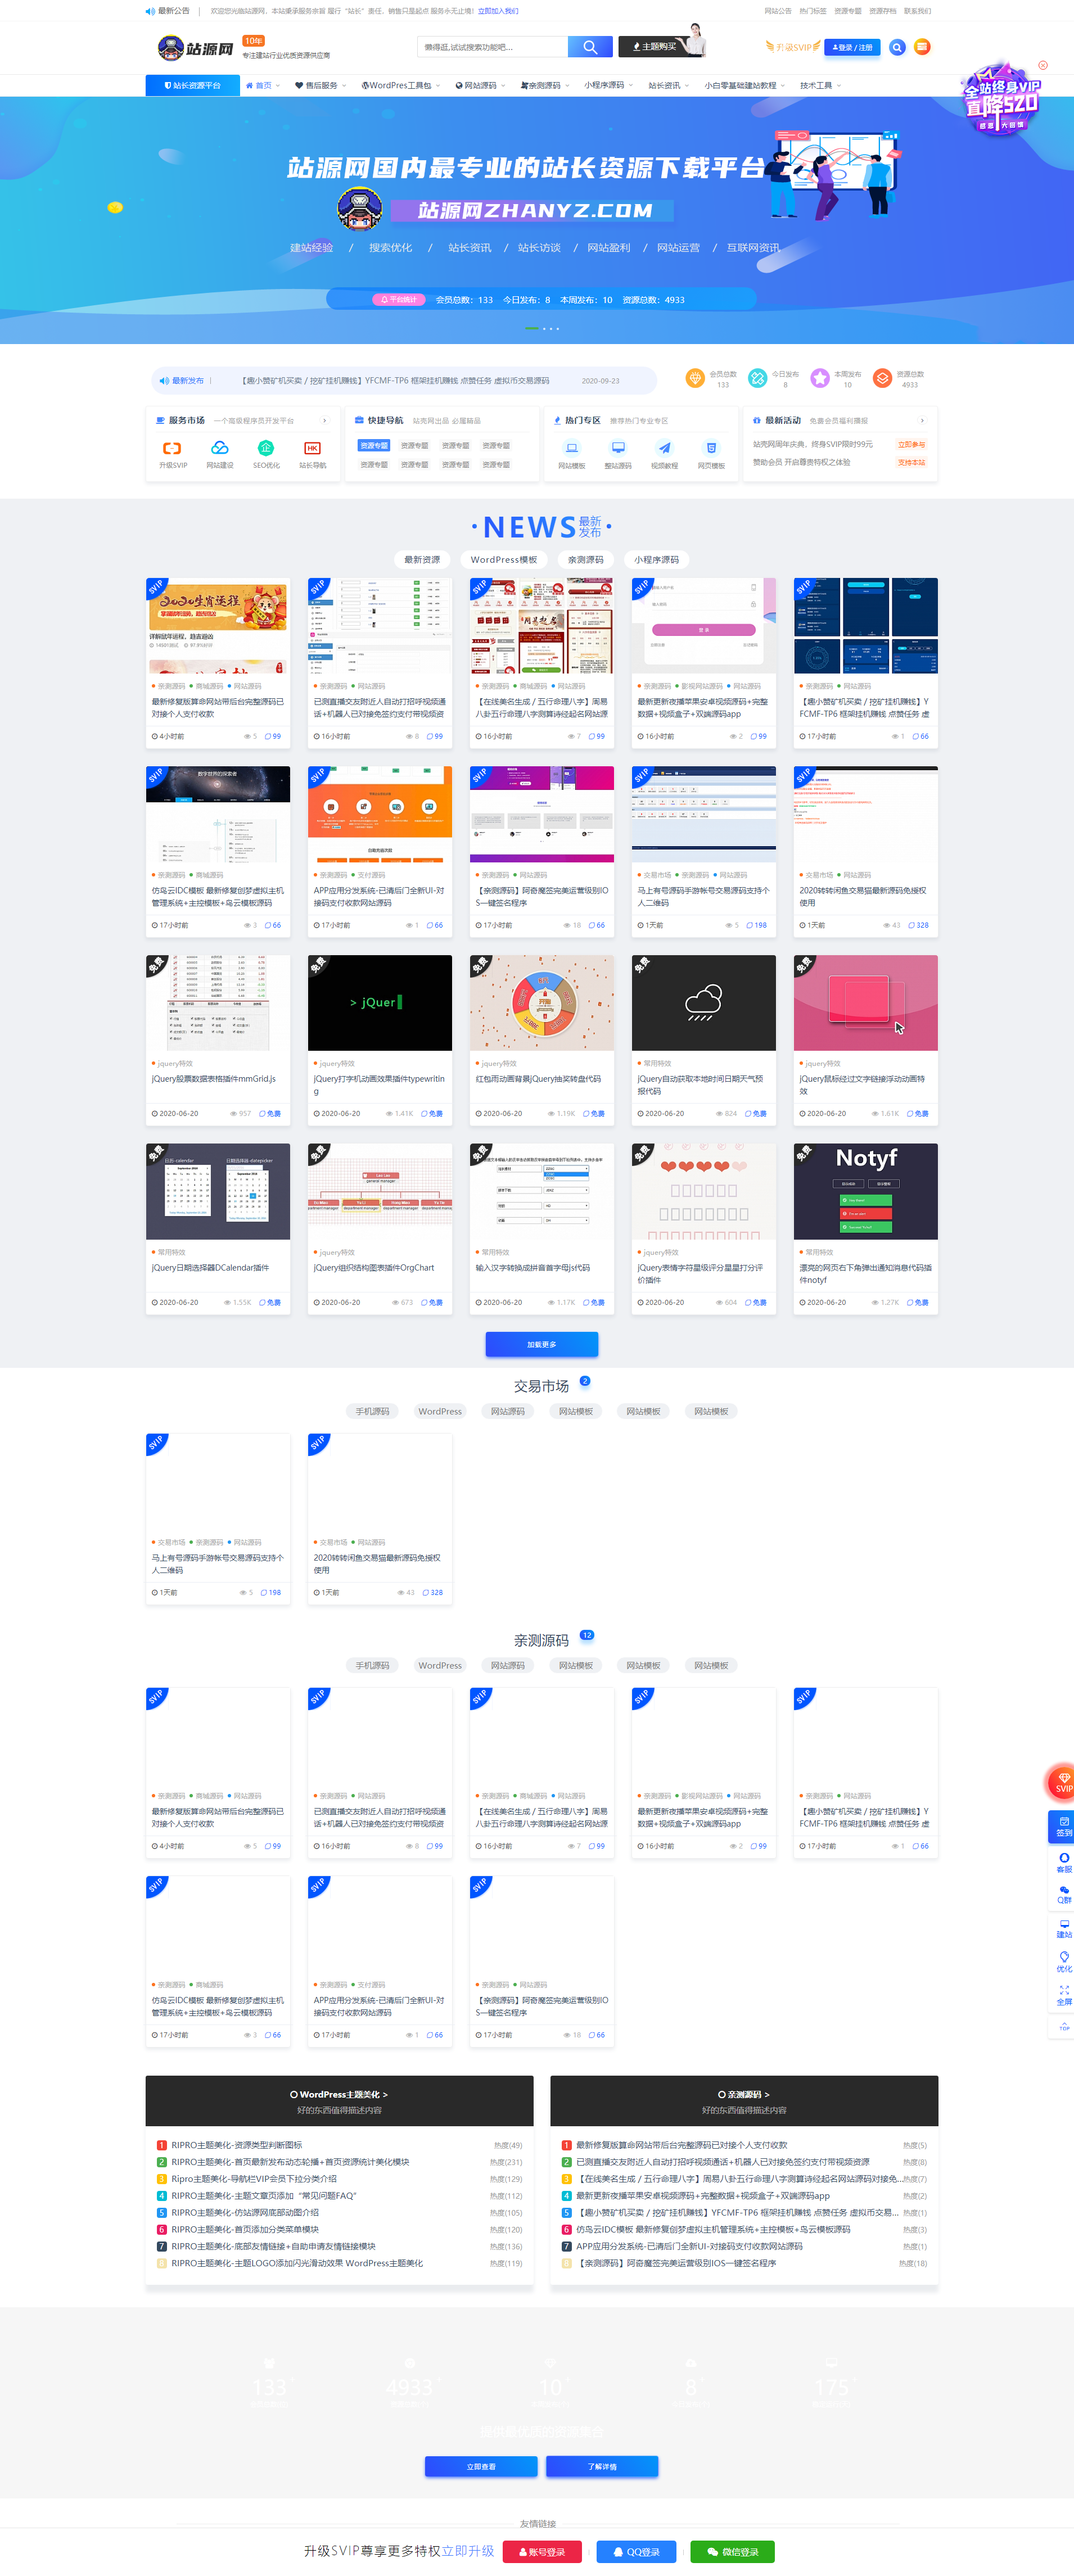 最新公告 欢迎您光临站源网，本站秉承服务宗旨 履行“站长”责任，销售只是起点 服务永无止境！立即加入我们
网站公告 热门标签 资源专题 资源存档 联系我们
站源网 10年
专注建站行业优质资源供应商
懒得逛,试试搜索功能吧...
主题购买
升级SVIP 登录 / 注册
全站终身VIP
直降520
站长资源平台 首页 售后服务 WordPres工具包 网站源码 亲测源码 小程序源码 站长资讯 小白零基础建站教程 技术工具
站源网国内最专业的站长资源下载平台
站源网ZHANYZ.COM
建站经验 / 搜索优化 / 站长资讯 / 站长访谈 / 网站盈利 / 网站运营 / 互联网资讯
平台统计 会员总数：133 今日发布：8 本周发布：10 资源总数：4933
最新发布 【趣小赞矿机买卖 / 挖矿挂机赚钱】YFCMF-TP6 框架挂机赚钱 点赞任务 虚拟币交易源码 2020-09-23
会员总数 133 今日发布 8 本周发布 10 资源总数 4933
服务市场 一个高级程序员开发平台
升级SVIP 网站建设 SEO优化 站长导航
快捷导航 站壳网出品 必属精品
资源专题 资源专题 资源专题 资源专题
资源专题 资源专题 资源专题 资源专题
热门专区 推荐热门专业专区
网站模板 整站源码 视频教程 网页模板
最新活动 免费会员福利薅报
站壳网周年庆典，终身SVIP限时99元 立即参与
赞助会员 开启尊贵特权之体验 支持本站
NEWS 最新发布
最新资源 WordPress模板 亲测源码 小程序源码
SVIP SVIP SVIP SVIP SVIP
亲测源码 商城源码 网站源码
最新修复版算命网站带后台完整源码已对接个人支付收款
4小时前 5 99
亲测源码 网站源码
已测直播交友附近人自动打招呼视频通话+机器人已对接免签约支付带视频资
16小时前 8 99
亲测源码 商城源码 网站源码
【在线美名生成 / 五行命理八字】周易八卦五行命理八字测算诗经起名网站源
16小时前 7 99
亲测源码 影视网站源码 网站源码
最新更新夜播苹果安卓视频源码+完整数据+视频盒子+双端源码app
16小时前 2 99
亲测源码 网站源码
【趣小赞矿机买卖 / 挖矿挂机赚钱】YFCMF-TP6 框架挂机赚钱 点赞任务 虚
17小时前 1 66
SVIP SVIP SVIP SVIP SVIP
数字世界的探索者
亲测源码 商城源码
仿鸟云IDC模板 最新修复创梦虚拟主机管理系统+主控模板+鸟云模板源码
17小时前 3 66
亲测源码 支付源码
APP应用分发系统-已清后门全新UI-对接码支付收款网站源码
17小时前 1 66
亲测源码 网站源码
【亲测源码】阿奇魔签完美运营级别IOS一键签名程序
17小时前 18 66
交易市场 亲测源码 网站源码
马上有号源码手游帐号交易源码支持个人二维码
1天前 5 198
交易市场 网站源码
2020转转闲鱼交易猫最新源码免授权使用
1天前 43 328
免费 免费 免费 免费 免费
> jQuer
jquery特效
jQuery股票数据表格插件mmGrid.js
2020-06-20 957 免费
jquery特效
jQuery打字机动画效果插件typewriting
2020-06-20 1.41K 免费
jquery特效
红包雨动画背景jQuery抽奖转盘代码
2020-06-20 1.19K 免费
常用特效
jQuery自动获取本地时间日期天气预报代码
2020-06-20 824 免费
jquery特效
jQuery鼠标经过文字链接浮动动画特效
2020-06-20 1.61K 免费
免费 免费 免费 免费 免费
Notyf
常用特效
jQuery日期选择器DCalendar插件
2020-06-20 1.55K 免费
jquery特效
jQuery组织结构图表插件OrgChart
2020-06-20 673 免费
常用特效
输入汉字转换成拼音首字母js代码
2020-06-20 1.17K 免费
jquery特效
jQuery表情字符星级评分星星打分评价插件
2020-06-20 604 免费
常用特效
漂亮的网页右下角弹出通知消息代码插件notyf
2020-06-20 1.27K 免费
加载更多
交易市场 2
手机源码 WordPress 网站源码 网站模板 网站模板 网站模板
SVIP SVIP
交易市场 亲测源码 网站源码
马上有号源码手游帐号交易源码支持个人二维码
1天前 5 198
交易市场 网站源码
2020转转闲鱼交易猫最新源码免授权使用
1天前 43 328
亲测源码 12
手机源码 WordPress 网站源码 网站模板 网站模板 网站模板
SVIP SVIP SVIP SVIP SVIP
亲测源码 商城源码 网站源码
最新修复版算命网站带后台完整源码已对接个人支付收款
4小时前 5 99
亲测源码 网站源码
已测直播交友附近人自动打招呼视频通话+机器人已对接免签约支付带视频资
16小时前 8 99
亲测源码 商城源码 网站源码
【在线美名生成 / 五行命理八字】周易八卦五行命理八字测算诗经起名网站源
16小时前 7 99
亲测源码 影视网站源码 网站源码
最新更新夜播苹果安卓视频源码+完整数据+视频盒子+双端源码app
16小时前 2 99
亲测源码 网站源码
【趣小赞矿机买卖 / 挖矿挂机赚钱】YFCMF-TP6 框架挂机赚钱 点赞任务 虚
17小时前 1 66
SVIP SVIP SVIP
亲测源码 商城源码
仿鸟云IDC模板 最新修复创梦虚拟主机管理系统+主控模板+鸟云模板源码
17小时前 3 66
亲测源码 支付源码
APP应用分发系统-已清后门全新UI-对接码支付收款网站源码
17小时前 1 66
亲测源码 网站源码
【亲测源码】阿奇魔签完美运营级别IOS一键签名程序
17小时前 18 66
SVIP
签到
客服
Q群
建站
优化
全屏
TOP
WordPress主题美化 >
好的东西值得描述内容
1 RIPRO主题美化-资源类型判断图标 热度(49)
2 RIPRO主题美化-首页最新发布动态轮播+首页资源统计美化模块 热度(231)
3 Ripro主题美化-导航栏VIP会员下拉分类介绍 热度(129)
4 RIPRO主题美化-主题文章页添加“常见问题FAQ” 热度(112)
5 RIPRO主题美化-仿站源网底部动图介绍 热度(105)
6 RIPRO主题美化-首页添加分类菜单模块 热度(120)
7 RIPRO主题美化-底部友情链接+自助申请友情链接模块 热度(136)
8 RIPRO主题美化-主题LOGO添加闪光滑动效果 WordPress主题美化 热度(119)
亲测源码 >
好的东西值得描述内容
1 最新修复版算命网站带后台完整源码已对接个人支付收款 热度(5)
2 已测直播交友附近人自动打招呼视频通话+机器人已对接免签约支付带视频资源 热度(8)
3 【在线美名生成 / 五行命理八字】周易八卦五行命理八字测算诗经起名网站源码对接免... 热度(7)
4 最新更新夜播苹果安卓视频源码+完整数据+视频盒子+双端源码app 热度(2)
5 【趣小赞矿机买卖 / 挖矿挂机赚钱】YFCMF-TP6 框架挂机赚钱 点赞任务 虚拟币交易... 热度(1)
6 仿鸟云IDC模板 最新修复创梦虚拟主机管理系统+主控模板+鸟云模板源码 热度(3)
7 APP应用分发系统-已清后门全新UI-对接码支付收款网站源码 热度(1)
8 【亲测源码】阿奇魔签完美运营级别IOS一键签名程序 热度(18)
133 4933 10 8 175
提供最优质的资源集合
立即查看 了解详情
友情链接
升级SVIP尊享更多特权立即升级 账号登录 QQ登录 微信登录